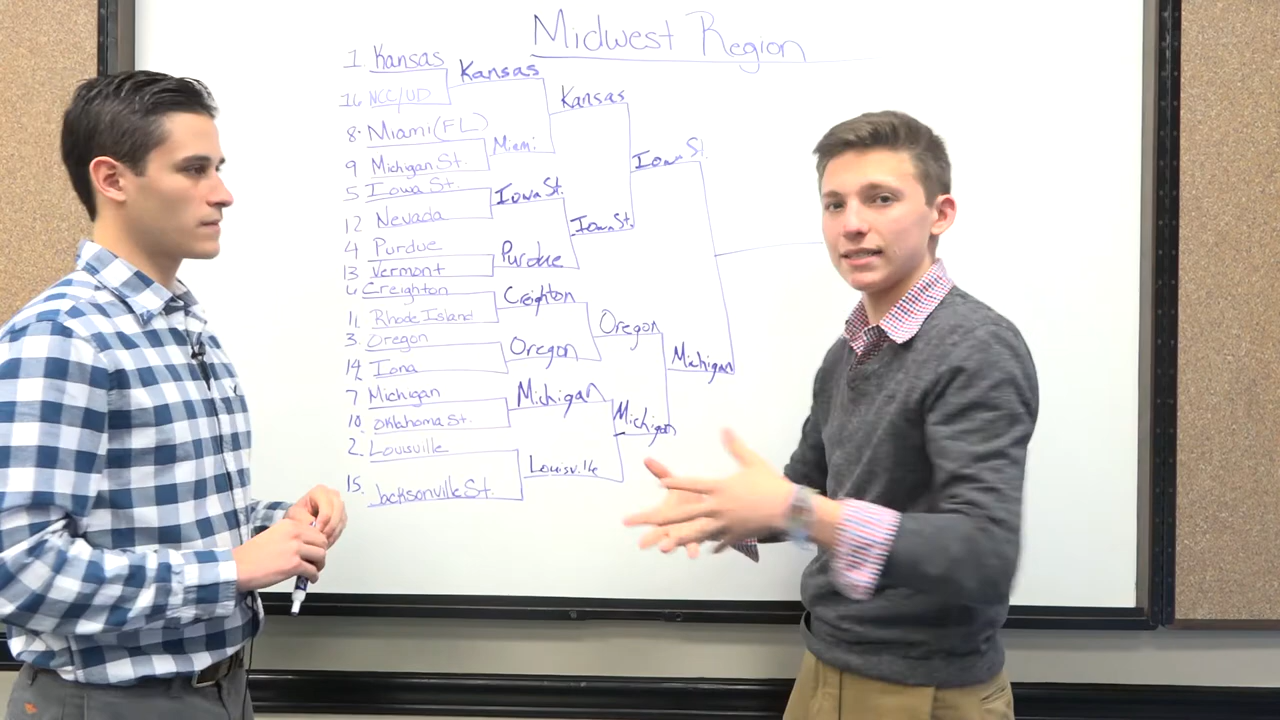 Midwest Region
1. Kansas
16 NCC/UD
8. Miami (FL)
9 Michigan St.
5 Iowa St.
12 Nevada
4 Purdue
13 Vermont
6 Creighton
11. Rhode Island
3. Oregon
14 Iona
7 Michigan
10. Oklahoma St.
2. Louisville
15. Jacksonville St.
Kansas
Miami
Iowa St.
Purdue
Creighton
Oregon
Michigan
Louisville
Kansas
Iowa St.
Oregon
Michigan
Iowa St.
Michigan